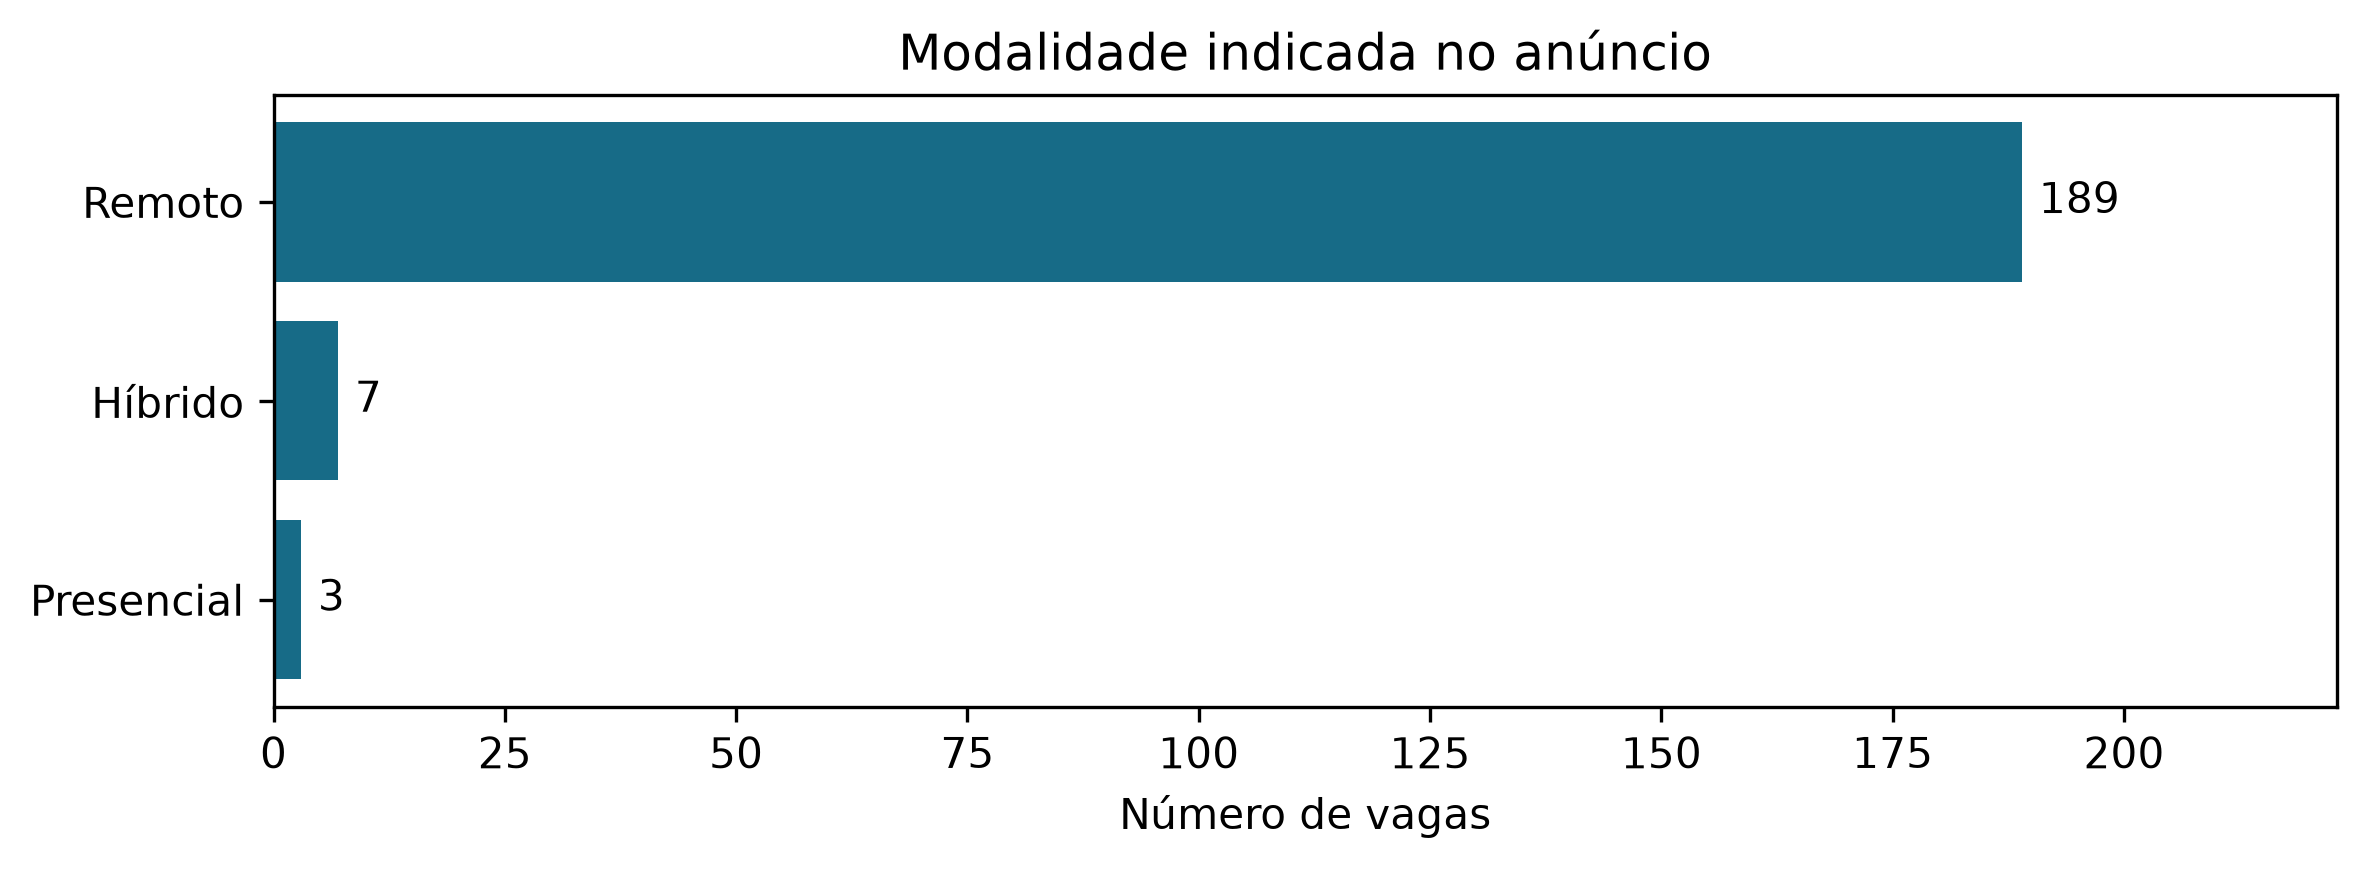 Modalidade indicada no anúncio
Remoto 189
Híbrido 7
Presencial 3
0 25 50 75 100 125 150 175 200
Número de vagas